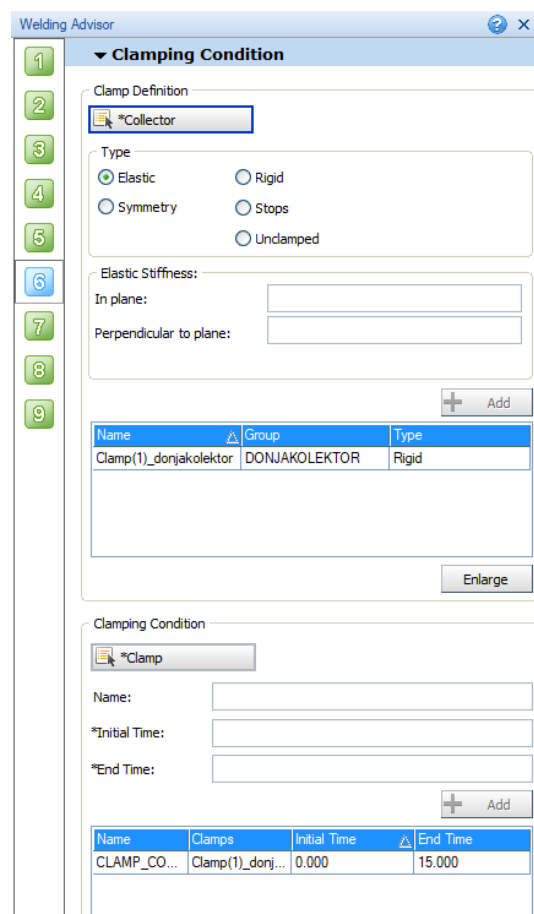 Welding Advisor
1
Clamping Condition
2
3
4
5
6
7
8
9
Clamp Definition
*Collector
Type
Elastic Rigid
Symmetry Stops
Unclamped
Elastic Stiffness:
In plane:
Perpendicular to plane:
Add
Name Group Type
Clamp(1)_donjakolektor DONJAKOLEKTOR Rigid
Enlarge
Clamping Condition
*Clamp
Name:
*Initial Time:
*End Time:
Add
Name Clamps Initial Time End Time
CLAMP_CO... Clamp(1)_donj... 0.000 15.000